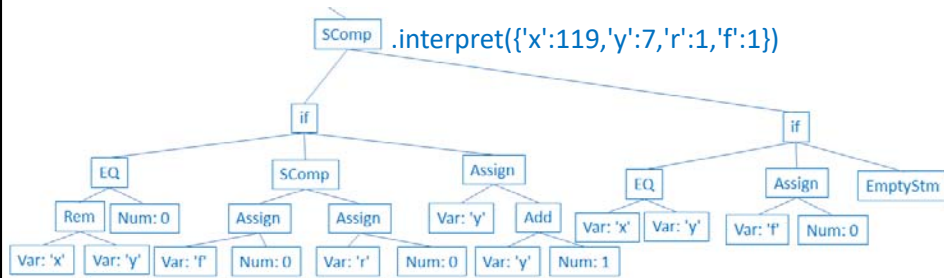 SComp .interpret({'x':119,'y':7,'r':1,'f':1})
if if
EQ SComp Assign EQ Assign EmptyStm
Rem Num: 0 Assign Assign Var: 'y' Add Var: 'x' Var: 'y' Var: 'f' Num: 0
Var: 'x' Var: 'y' Var: 'f' Num: 0 Var: 'r' Num: 0 Var: 'y' Num: 1